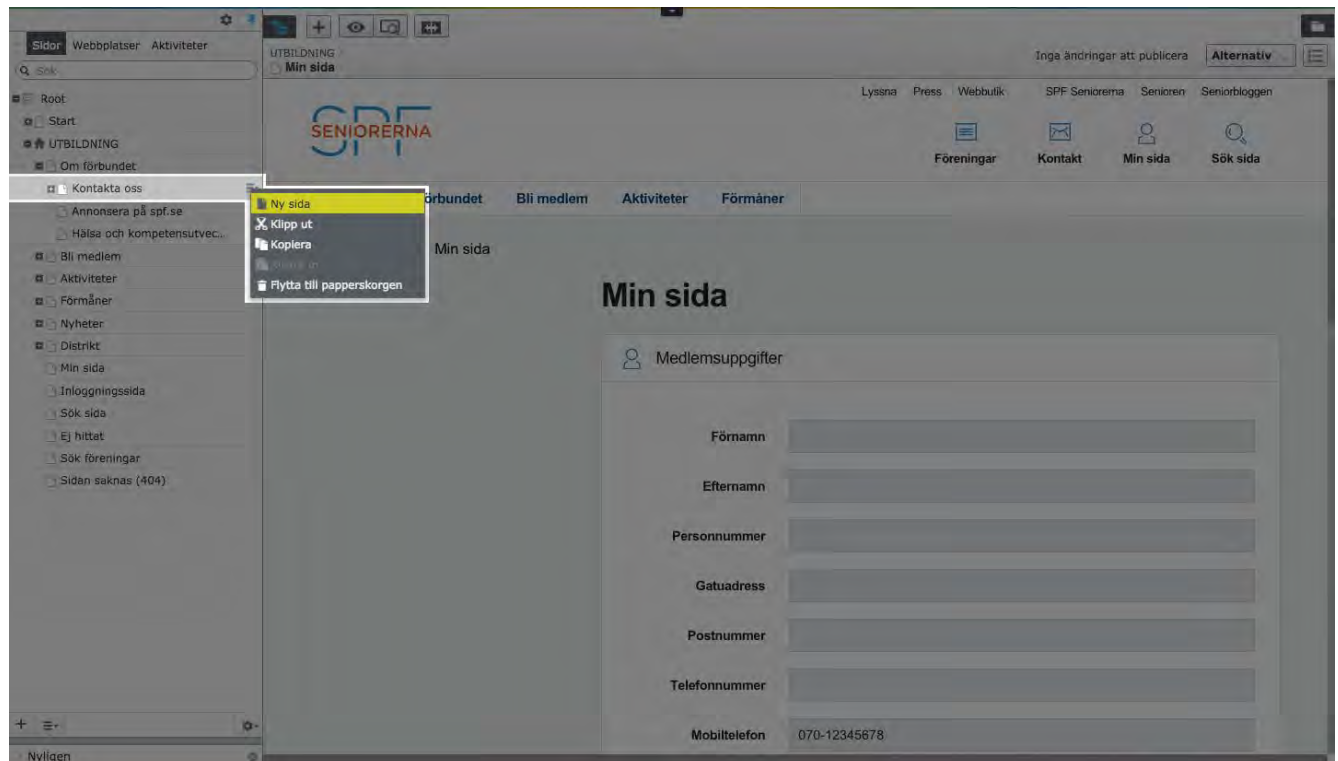 Sidor Webbplatser Aktiviteter
Sök
Root
Start
UTBILDNING
Om förbundet
Kontakta oss
Annonsera på spf.se
Hälsa och kompetensutvec...
Bli medlem
Aktiviteter
Förmåner
Nyheter
Distrikt
Min sida
Inloggningssida
Sök sida
Ej hittat
Sök föreningar
Sidan saknas (404)
Nyligen
Ny sida
Klipp ut
Kopiera
Flytta till papperskorgen
UTBILDNING
Min sida
Inga ändringar att publicera Alternativ
Lyssna Press Webbutik SPF Seniorerna Senioren Seniorbloggen
SPF
SENIORERNA
Föreningar Kontakt Min sida Sök sida
örbundet Bli medlem Aktiviteter Förmåner
Min sida
Min sida
Medlemsuppgifter
Förnamn
Efternamn
Personnummer
Gatuadress
Postnummer
Telefonnummer
Mobiltelefon 070-12345678